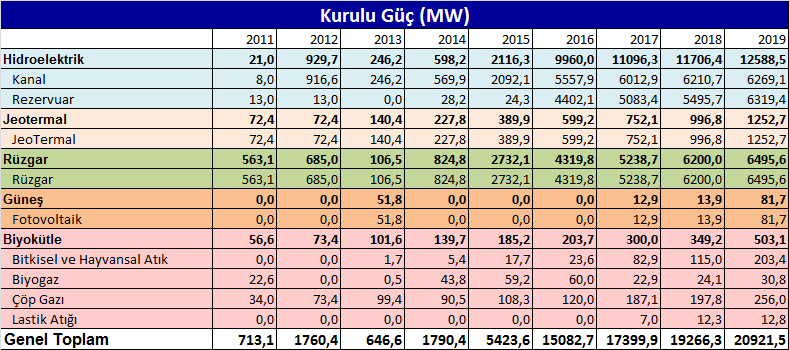 Kurulu Güç (MW)
2011 2012 2013 2014 2015 2016 2017 2018 2019
Hidroelektrik 21,0 929,7 246,2 598,2 2116,3 9960,0 11096,3 11706,4 12588,5
Kanal 8,0 916,6 246,2 569,9 2092,1 5557,9 6012,9 6210,7 6269,1
Rezervuar 13,0 13,0 0,0 28,2 24,3 4402,1 5083,4 5495,7 6319,4
Jeotermal 72,4 72,4 140,4 227,8 389,9 599,2 752,1 996,8 1252,7
JeoTermal 72,4 72,4 140,4 227,8 389,9 599,2 752,1 996,8 1252,7
Rüzgar 563,1 685,0 106,5 824,8 2732,1 4319,8 5238,7 6200,0 6495,6
Rüzgar 563,1 685,0 106,5 824,8 2732,1 4319,8 5238,7 6200,0 6495,6
Güneş 0,0 0,0 51,8 0,0 0,0 0,0 12,9 13,9 81,7
Fotovoltaik 0,0 0,0 51,8 0,0 0,0 0,0 12,9 13,9 81,7
Biyokütle 56,6 73,4 101,6 139,7 185,2 203,7 300,0 349,2 503,1
Bitkisel ve Hayvansal Atık 0,0 0,0 1,7 5,4 17,7 23,6 82,9 115,0 203,4
Biyogaz 22,6 0,0 0,5 43,8 59,2 60,0 22,9 24,1 30,8
Çöp Gazı 34,0 73,4 99,4 90,5 108,3 120,0 187,1 197,8 256,0
Lastik Atığı 0,0 0,0 0,0 0,0 0,0 0,0 7,0 12,3 12,8
Genel Toplam 713,1 1760,4 646,6 1790,4 5423,6 15082,7 17399,9 19266,3 20921,5